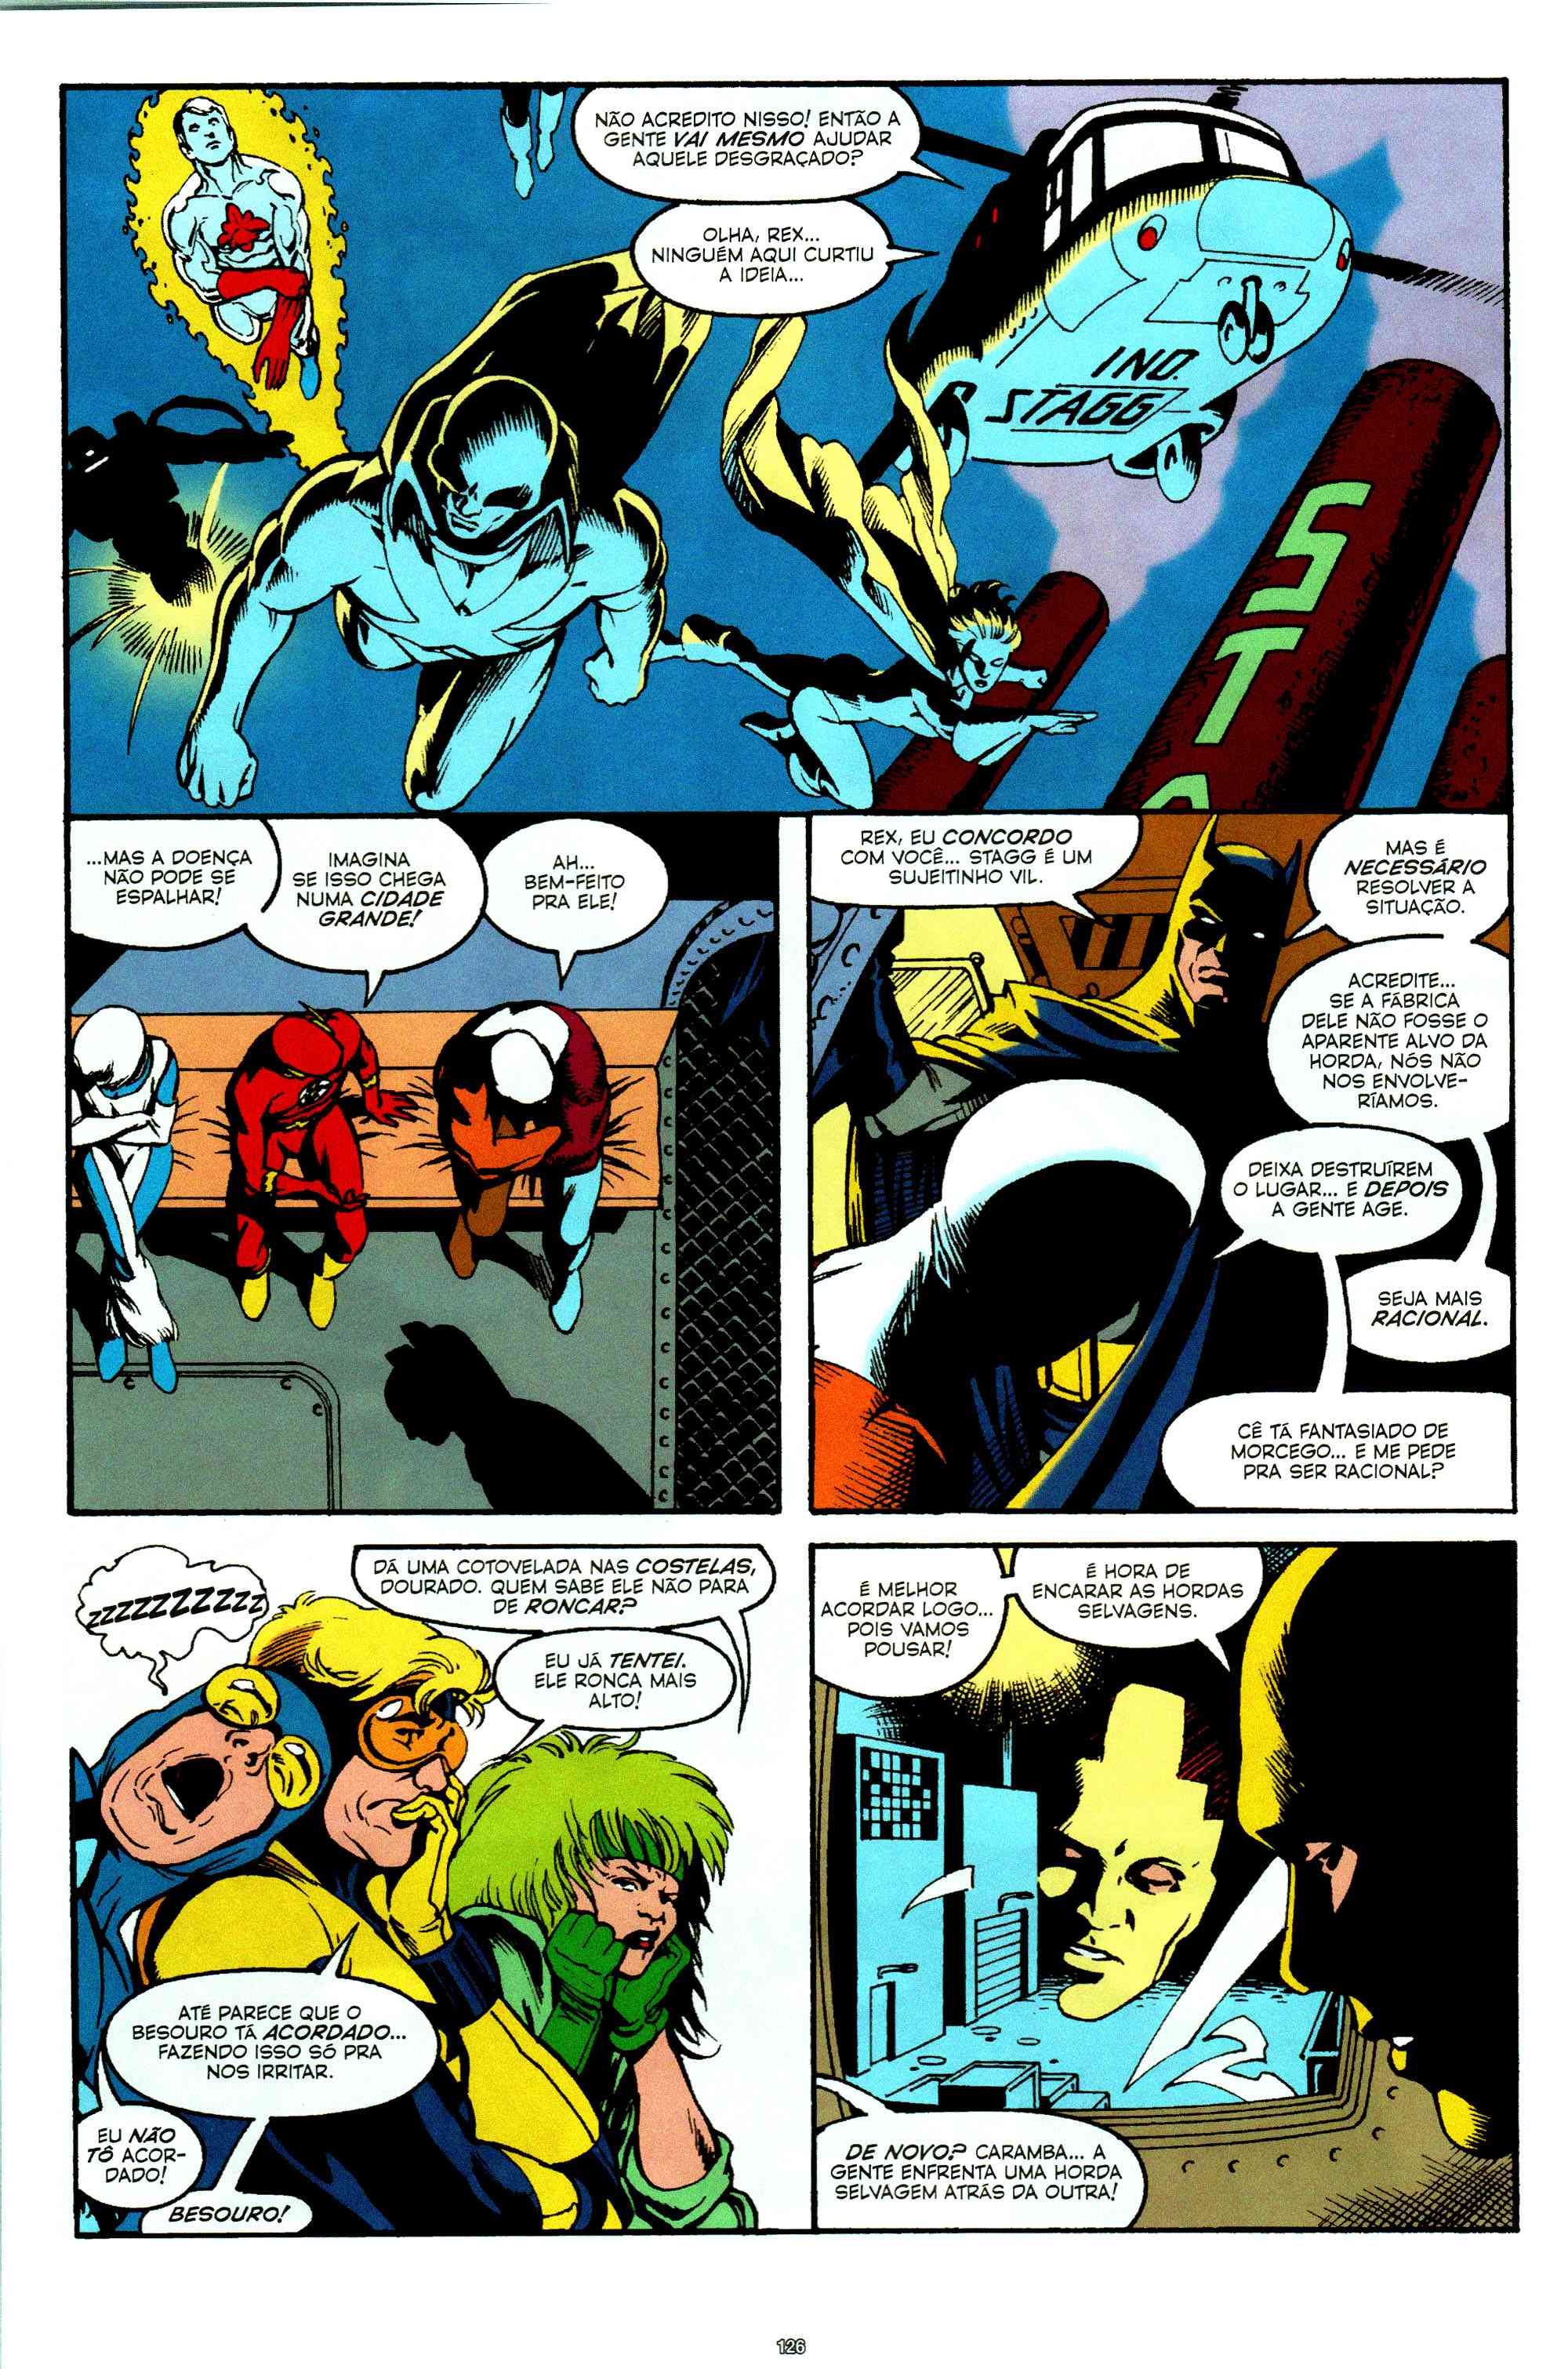 NÃO ACREDITO NISSO! ENTÃO A
GENTE VAI MESMO AJUDAR
AQUELE DESGRAÇADO?
OLHA, REX...
NINGUÉM AQUI CURTIU
A IDEIA...
IND.
STAGG
STA
...MAS A DOENÇA
NÃO PODE SE
ESPALHAR!
IMAGINA
SE ISSO CHEGA
NUMA CIDADE
GRANDE!
AH...
BEM-FEITO
PRA ELE!
REX, EU CONCORDO
COM VOCÊ... STAGG É UM
SUJEITINHO VIL.
MAS É
NECESSÁRIO
RESOLVER A
SITUAÇÃO.
ACREDITE...
SE A FÁBRICA
DELE NÃO FOSSE O
APARENTE ALVO DA
HORDA, NÓS NÃO
NOS ENVOLVE-
RÍAMOS.
DEIXA DESTRUÍREM
O LUGAR... E DEPOIS
A GENTE AGE.
SEJA MAIS
RACIONAL.
CÊ TÁ FANTASIADO DE
MORCEGO... E ME PEDE
PRA SER RACIONAL?
ZZZZZZZZZZZ
DÁ UMA COTOVELADA NAS COSTELAS,
DOURADO. QUEM SABE ELE NÃO PARA
DE RONCAR?
EU JÁ TENTEI.
ELE RONCA MAIS
ALTO!
ATÉ PARECE QUE O
BESOURO TÁ ACORDADO...
FAZENDO ISSO SÓ PRA
NOS IRRITAR.
EU NÃO
TÔ ACOR-
DADO!
BESOURO!
É MELHOR
ACORDAR LOGO...
POIS VAMOS
POUSAR!
É HORA DE
ENCARAR AS HORDAS
SELVAGENS.
DE NOVO? CARAMBA... A
GENTE ENFRENTA UMA HORDA
SELVAGEM ATRÁS DA OUTRA!
126